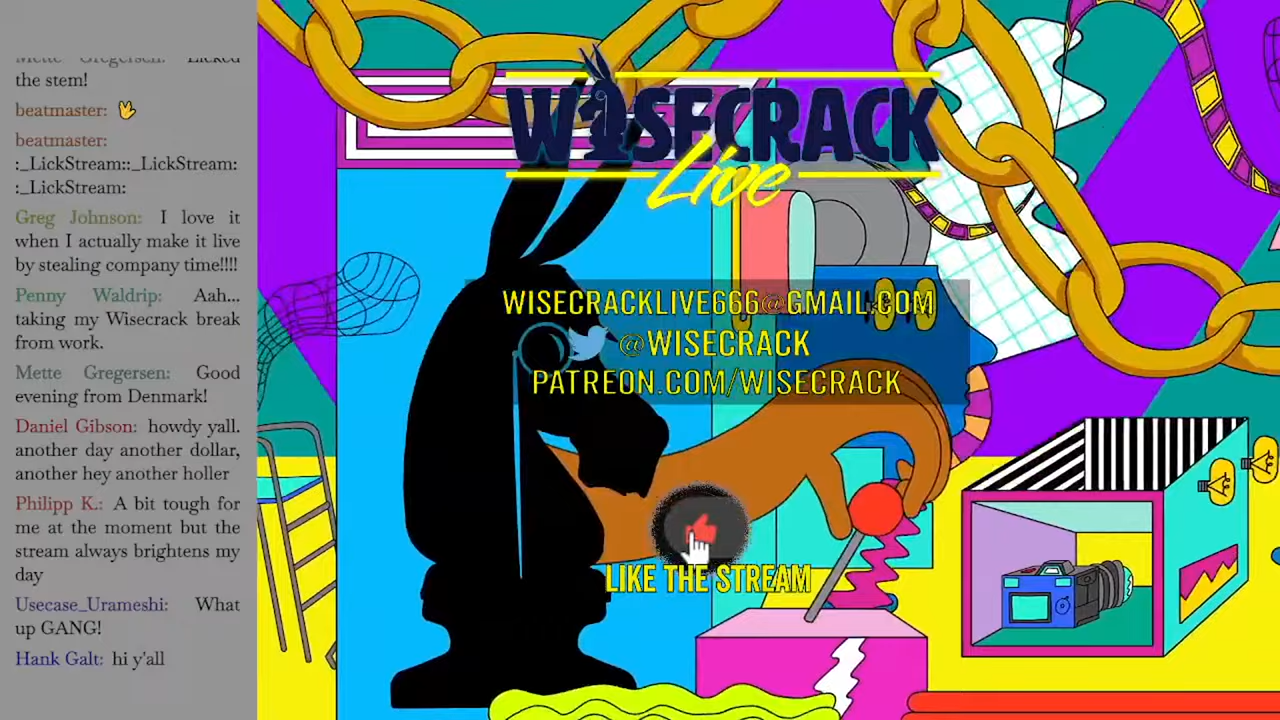 Mette Gregersen: Licked
the stem!
beatmaster: 🖖
beatmaster:
:_LickStream::_LickStream:
:_LickStream:
Greg Johnson: I love it
when I actually make it live
by stealing company time!!!!
Penny Waldrip: Aah...
taking my Wisecrack break
from work.
Mette Gregersen: Good
evening from Denmark!
Daniel Gibson: howdy yall.
another day another dollar,
another hey another holler
Philipp K.: A bit tough for
me at the moment but the
stream always brightens my
day
Usecase_Urameshi: What
up GANG!
Hank Galt: hi y'all
WISECRACK
Live
WISECRACKLIVE666@GMAIL.COM
@WISECRACK
PATREON.COM/WISECRACK
LIKE THE STREAM